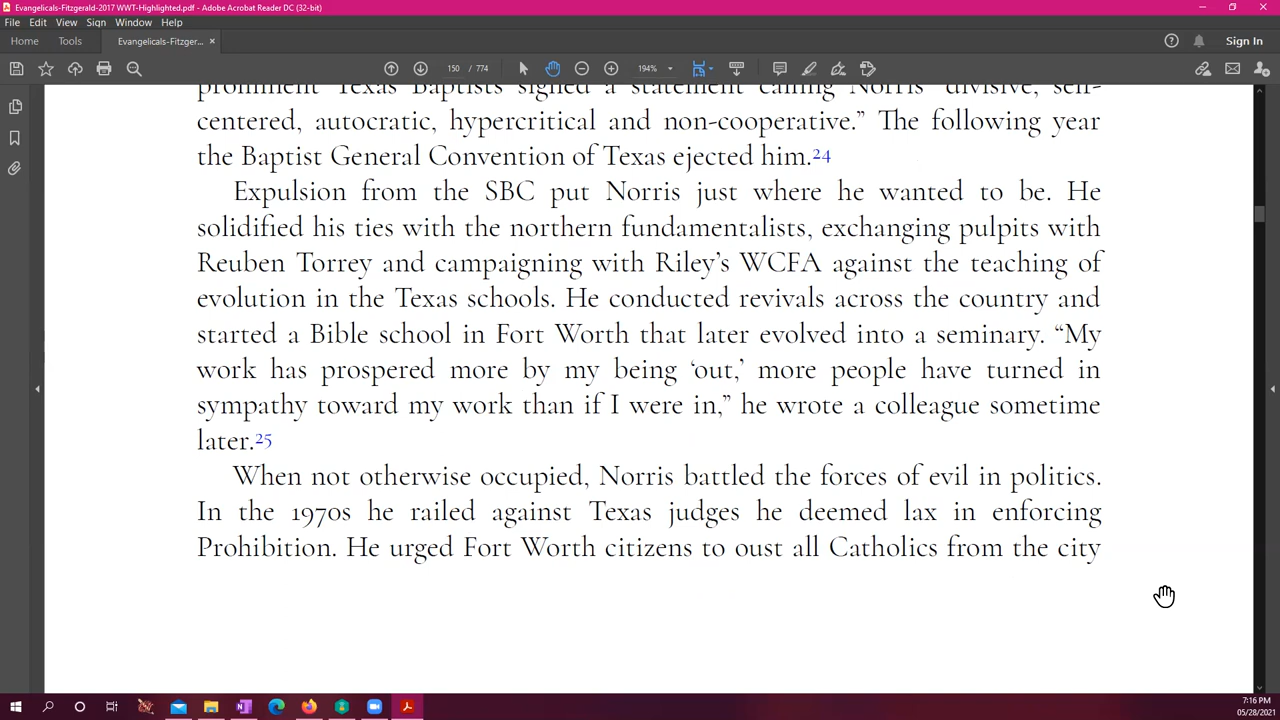 Evangelicals-Fitzgerald-2017 WWT-Highlighted.pdf - Adobe Acrobat Reader DC (32-bit)
File Edit View Sign Window Help
Home Tools Evangelicals-Fitzger... × Sign In
150 / 774 194%
prominent Texas Baptists signed a statement calling Norris “divisive, self-
centered, autocratic, hypercritical and non-cooperative.” The following year
the Baptist General Convention of Texas ejected him.24
Expulsion from the SBC put Norris just where he wanted to be. He
solidified his ties with the northern fundamentalists, exchanging pulpits with
Reuben Torrey and campaigning with Riley’s WCFA against the teaching of
evolution in the Texas schools. He conducted revivals across the country and
started a Bible school in Fort Worth that later evolved into a seminary. “My
work has prospered more by my being ‘out,’ more people have turned in
sympathy toward my work than if I were in,” he wrote a colleague sometime
later.25
When not otherwise occupied, Norris battled the forces of evil in politics.
In the 1970s he railed against Texas judges he deemed lax in enforcing
Prohibition. He urged Fort Worth citizens to oust all Catholics from the city
7:16 PM
05/28/2021